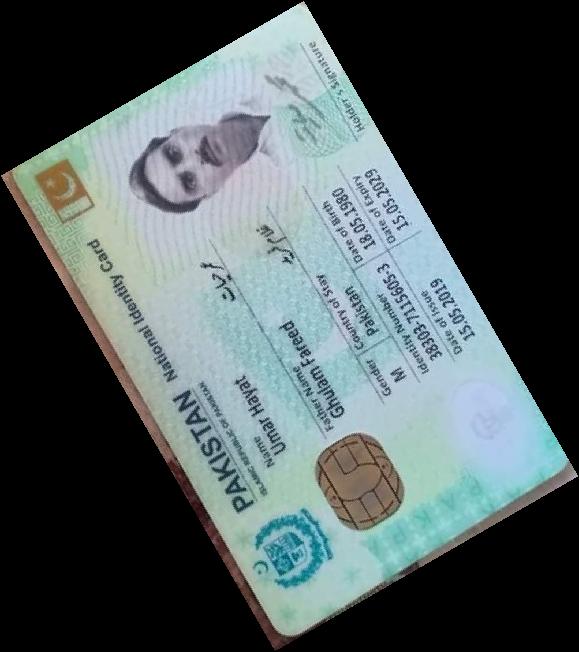 PAKISTAN National Identity Card
ISLAMIC REPUBLIC OF PAKISTAN
Name
Umar Hayat
Father Name
Ghulam Fareed
Gender Country of Stay
M Pakistan
Identity Number Date of Birth
38303-7115605-3 18.05.1980
Date of Issue Date of Expiry
15.05.2019 15.05.2029
Holder's Signature